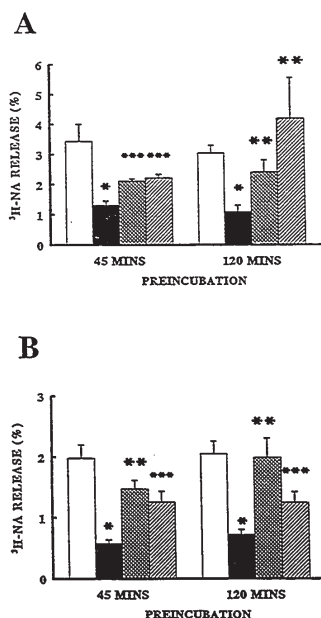 A
³H-NA RELEASE (%)
6
5
4
3
2
1
0
*
***
***
*
**
**
45 MINS
120 MINS
PREINCUBATION
B
³H-NA RELEASE (%)
3
2
1
0
*
**
***
*
**
***
45 MINS
120 MINS
PREINCUBATION